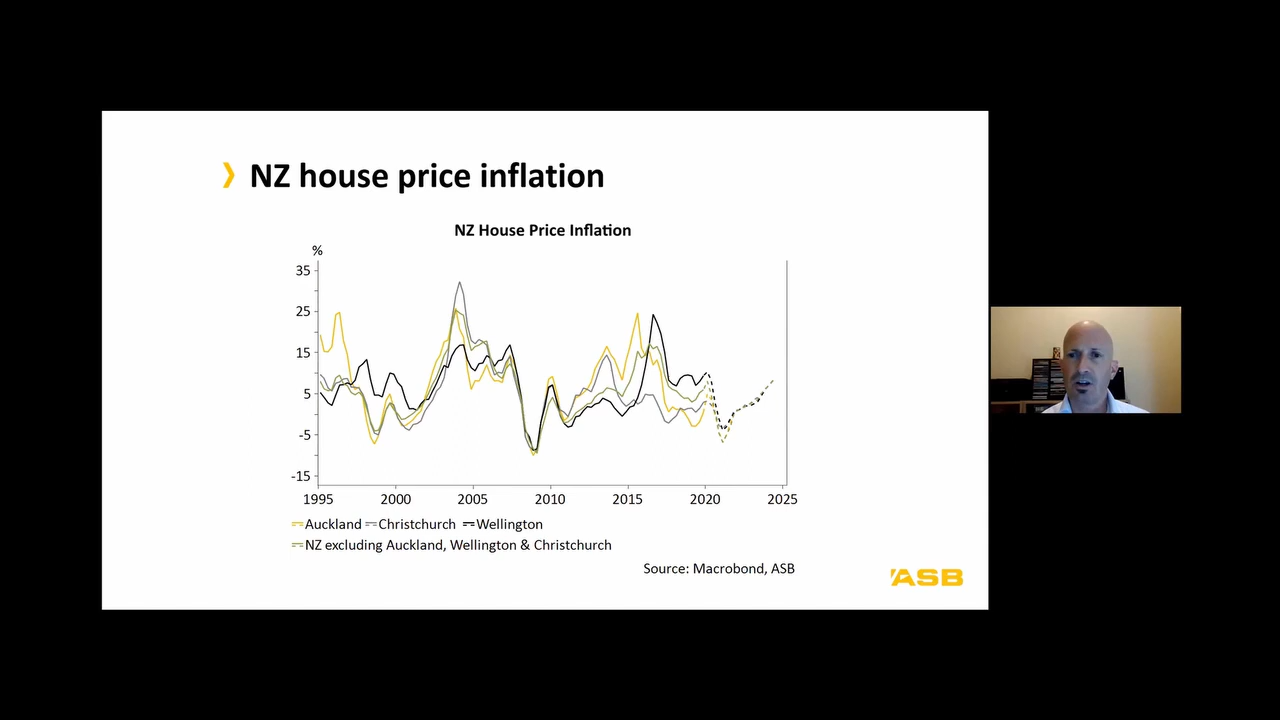 NZ house price inflation
NZ House Price Inflation
%
35
25
15
5
-5
-15
1995 2000 2005 2010 2015 2020 2025
Auckland Christchurch Wellington
NZ excluding Auckland, Wellington & Christchurch
Source: Macrobond, ASB
ASB